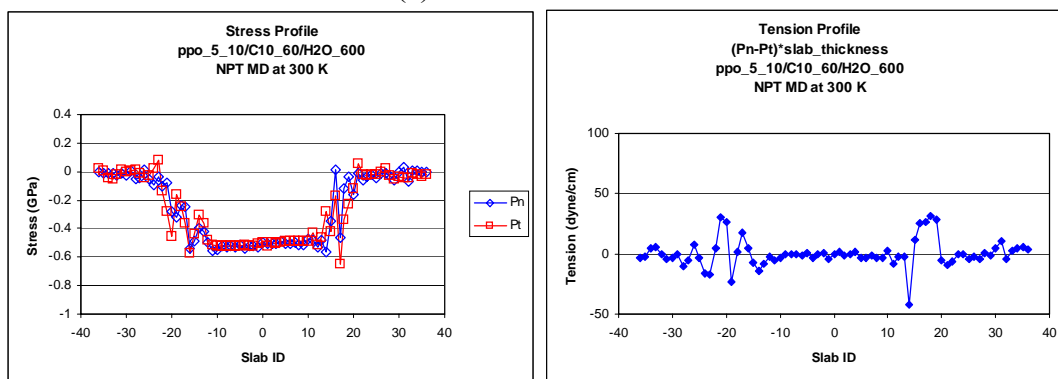 Stress Profile
ppo_5_10/C10_60/H2O_600
NPT MD at 300 K
0.4
0.2
0
-0.2
-0.4
-0.6
-0.8
-1
-40 -30 -20 -10 0 10 20 30 40
Stress (GPa)
Slab ID
Pn
Pt
Tension Profile
(Pn-Pt)*slab_thickness
ppo_5_10/C10_60/H2O_600
NPT MD at 300 K
100
50
0
-50
-40 -30 -20 -10 0 10 20 30 40
Tension (dyne/cm)
Slab ID